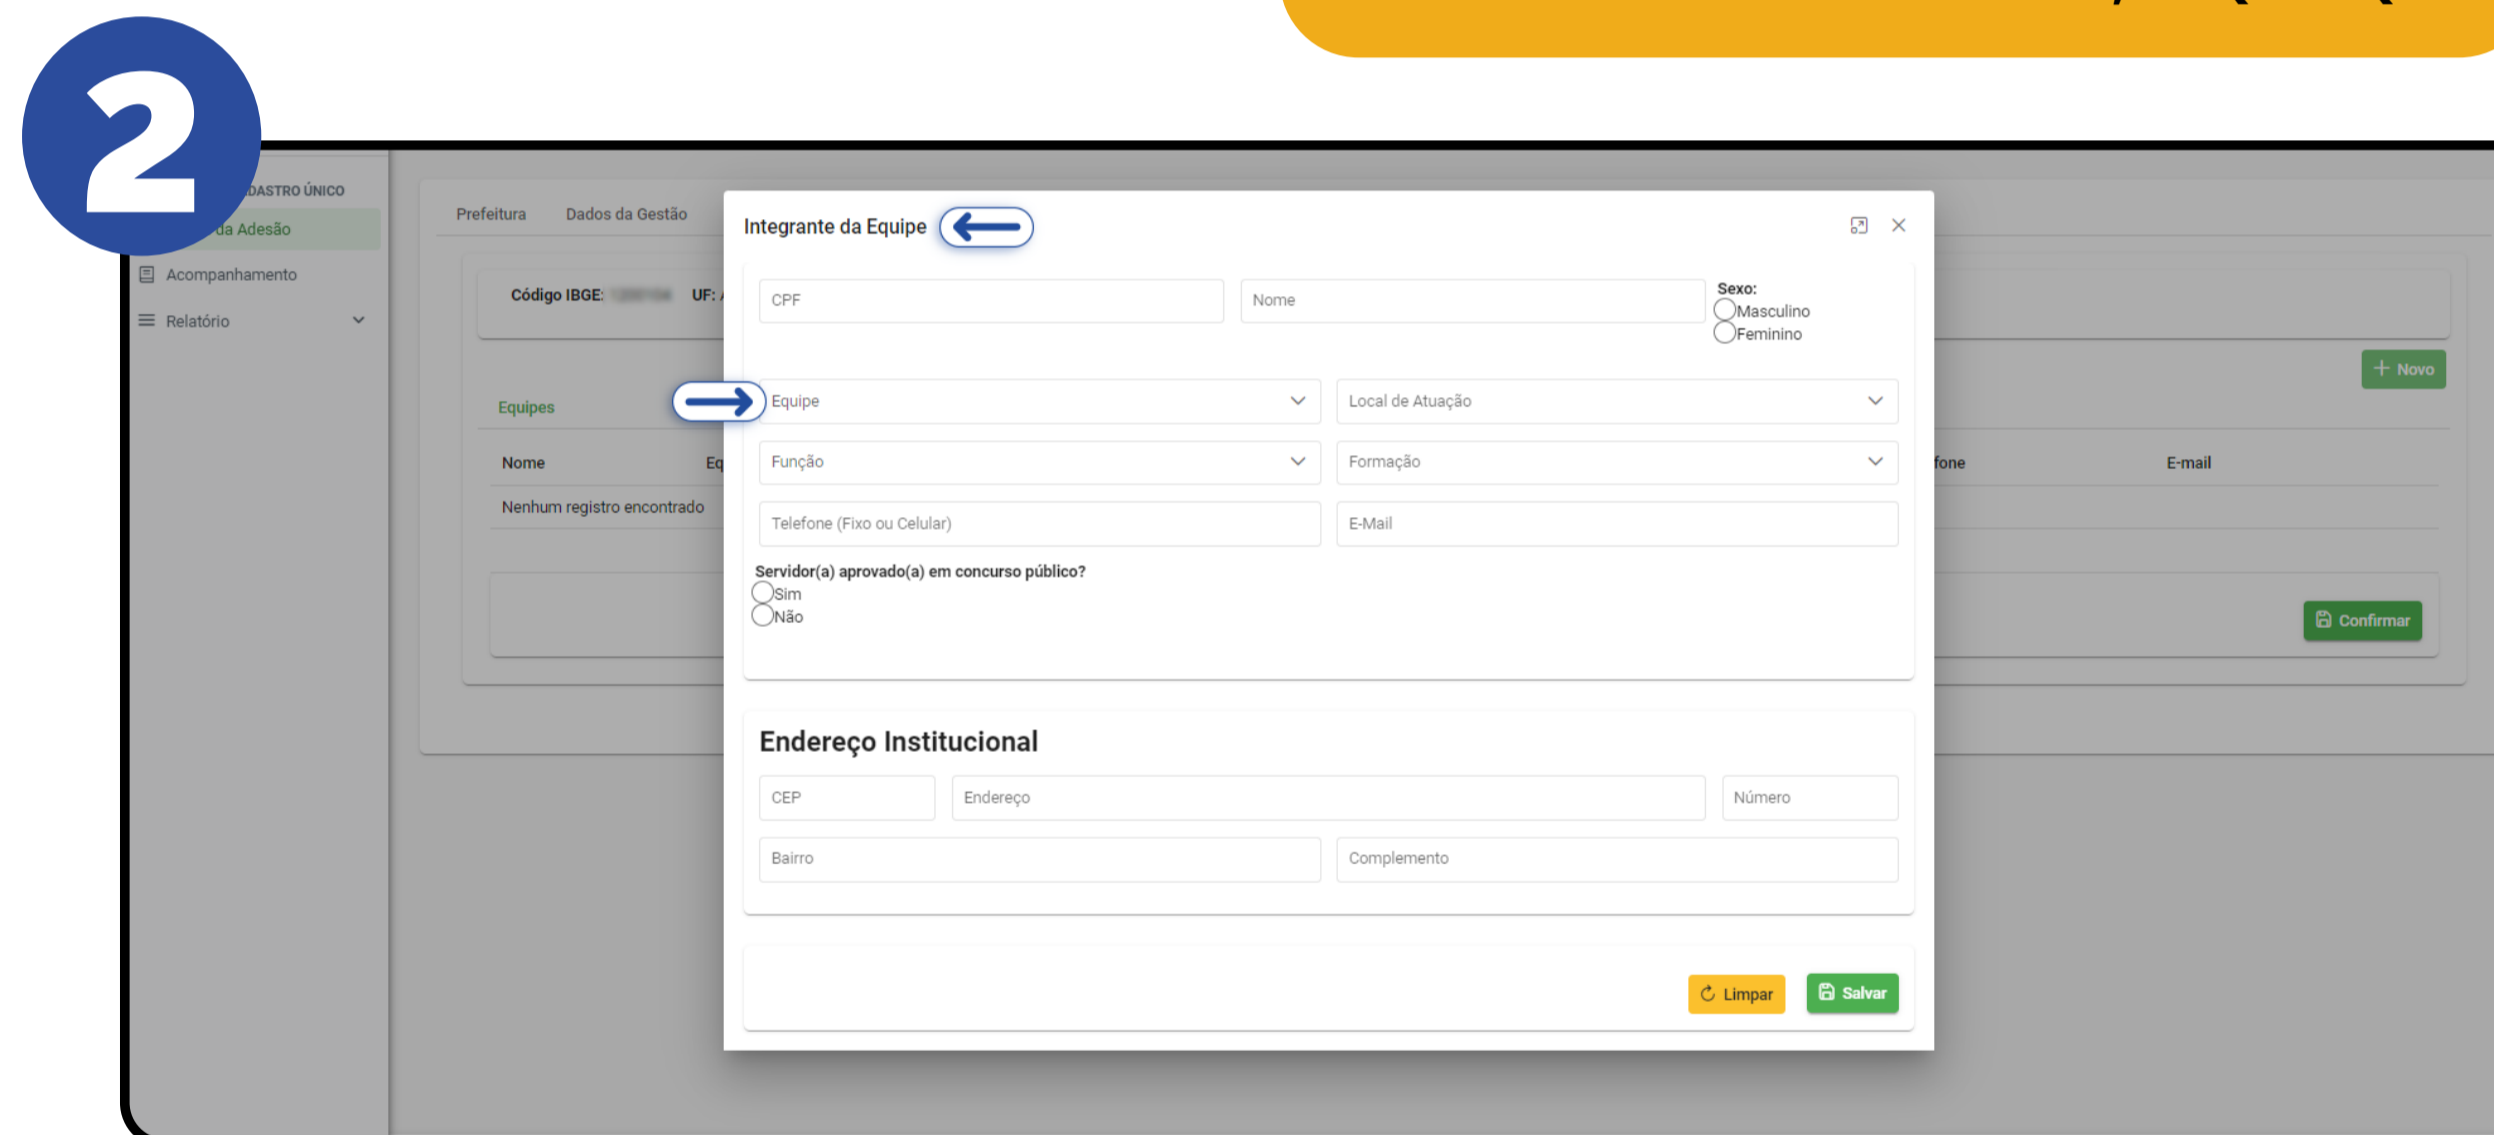 2
DASTRO ÚNICO
da Adesão
Acompanhamento
Relatório
Prefeitura Dados da Gestão
Código IBGE: UF:
Equipes
Nome Eq
Nenhum registro encontrado
Integrante da Equipe
CPF
Nome
Sexo:
Masculino
Feminino
Equipe
Local de Atuação
Função
Formação
Telefone (Fixo ou Celular)
E-Mail
Servidor(a) aprovado(a) em concurso público?
Sim
Não
Endereço Institucional
CEP
Endereço
Número
Bairro
Complemento
Limpar
Salvar
Novo
fone E-mail
Confirmar